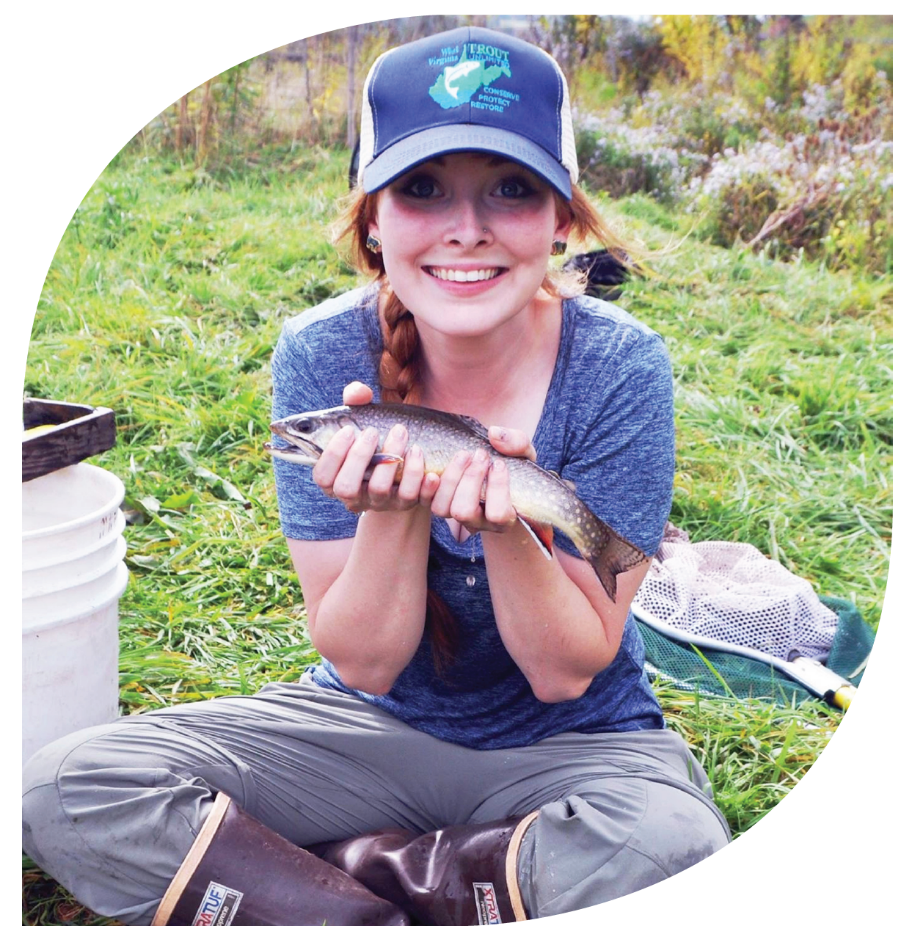 West
Virginia
TROUT
CONSERVE
PROTECT
RESTORE
XTRATUF